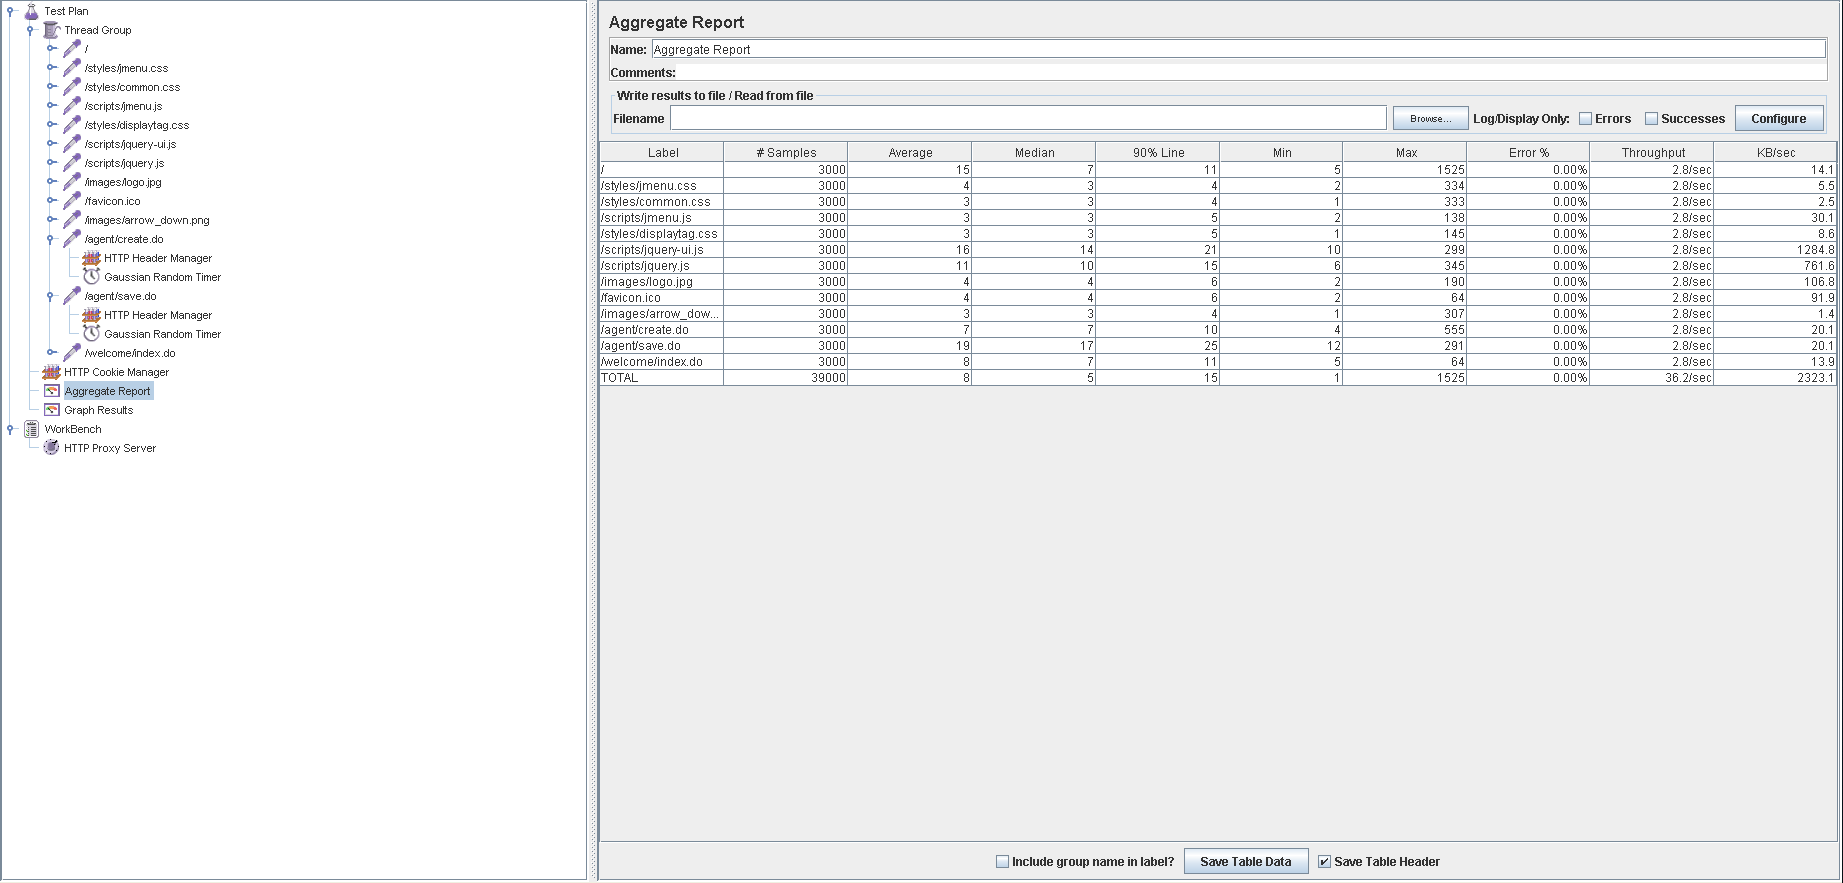 Test Plan
Thread Group
/
/styles/jmenu.css
/styles/common.css
/scripts/jmenu.js
/styles/displaytag.css
/scripts/jquery-ui.js
/scripts/jquery.js
/images/logo.jpg
/favicon.ico
/images/arrow_down.png
/agent/create.do
HTTP Header Manager
Gaussian Random Timer
/agent/save.do
HTTP Header Manager
Gaussian Random Timer
/welcome/index.do
HTTP Cookie Manager
Aggregate Report
Graph Results
WorkBench
HTTP Proxy Server
Aggregate Report
Name: Aggregate Report
Comments:
Write results to file / Read from file
Filename Browse... Log/Display Only: Errors Successes Configure
Label # Samples Average Median 90% Line Min Max Error % Throughput KB/sec
/ 3000 15 7 11 5 1525 0.00% 2.8/sec 14.1
/styles/jmenu.css 3000 4 3 4 2 334 0.00% 2.8/sec 5.5
/styles/common.css 3000 3 3 4 1 333 0.00% 2.8/sec 2.5
/scripts/jmenu.js 3000 3 3 5 2 138 0.00% 2.8/sec 30.1
/styles/displaytag.css 3000 3 3 5 1 145 0.00% 2.8/sec 8.6
/scripts/jquery-ui.js 3000 16 14 21 10 299 0.00% 2.8/sec 1284.8
/scripts/jquery.js 3000 11 10 15 6 345 0.00% 2.8/sec 761.6
/images/logo.jpg 3000 4 4 6 2 190 0.00% 2.8/sec 106.8
/favicon.ico 3000 4 4 6 2 64 0.00% 2.8/sec 91.9
/images/arrow_dow... 3000 3 3 4 1 307 0.00% 2.8/sec 1.4
/agent/create.do 3000 7 7 10 4 555 0.00% 2.8/sec 20.1
/agent/save.do 3000 19 17 25 12 291 0.00% 2.8/sec 20.1
/welcome/index.do 3000 8 7 11 5 64 0.00% 2.8/sec 13.9
TOTAL 39000 8 5 15 1 1525 0.00% 36.2/sec 2323.1
Include group name in label? Save Table Data Save Table Header